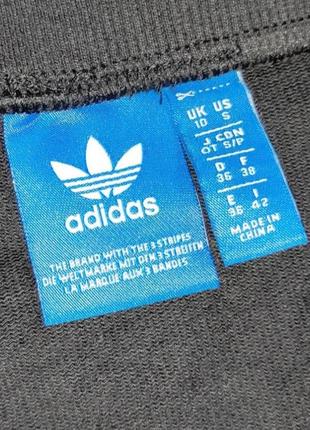 adidas
THE BRAND WITH THE 3 STRIPES
DIE WELTMARKE MIT DEN 3 STREIFEN
LA MARQUE AUX 3 BANDES
UK US
10 S
J CDN
OT S/P
D F
36 38
E I
36 42
MADE IN
CHINA